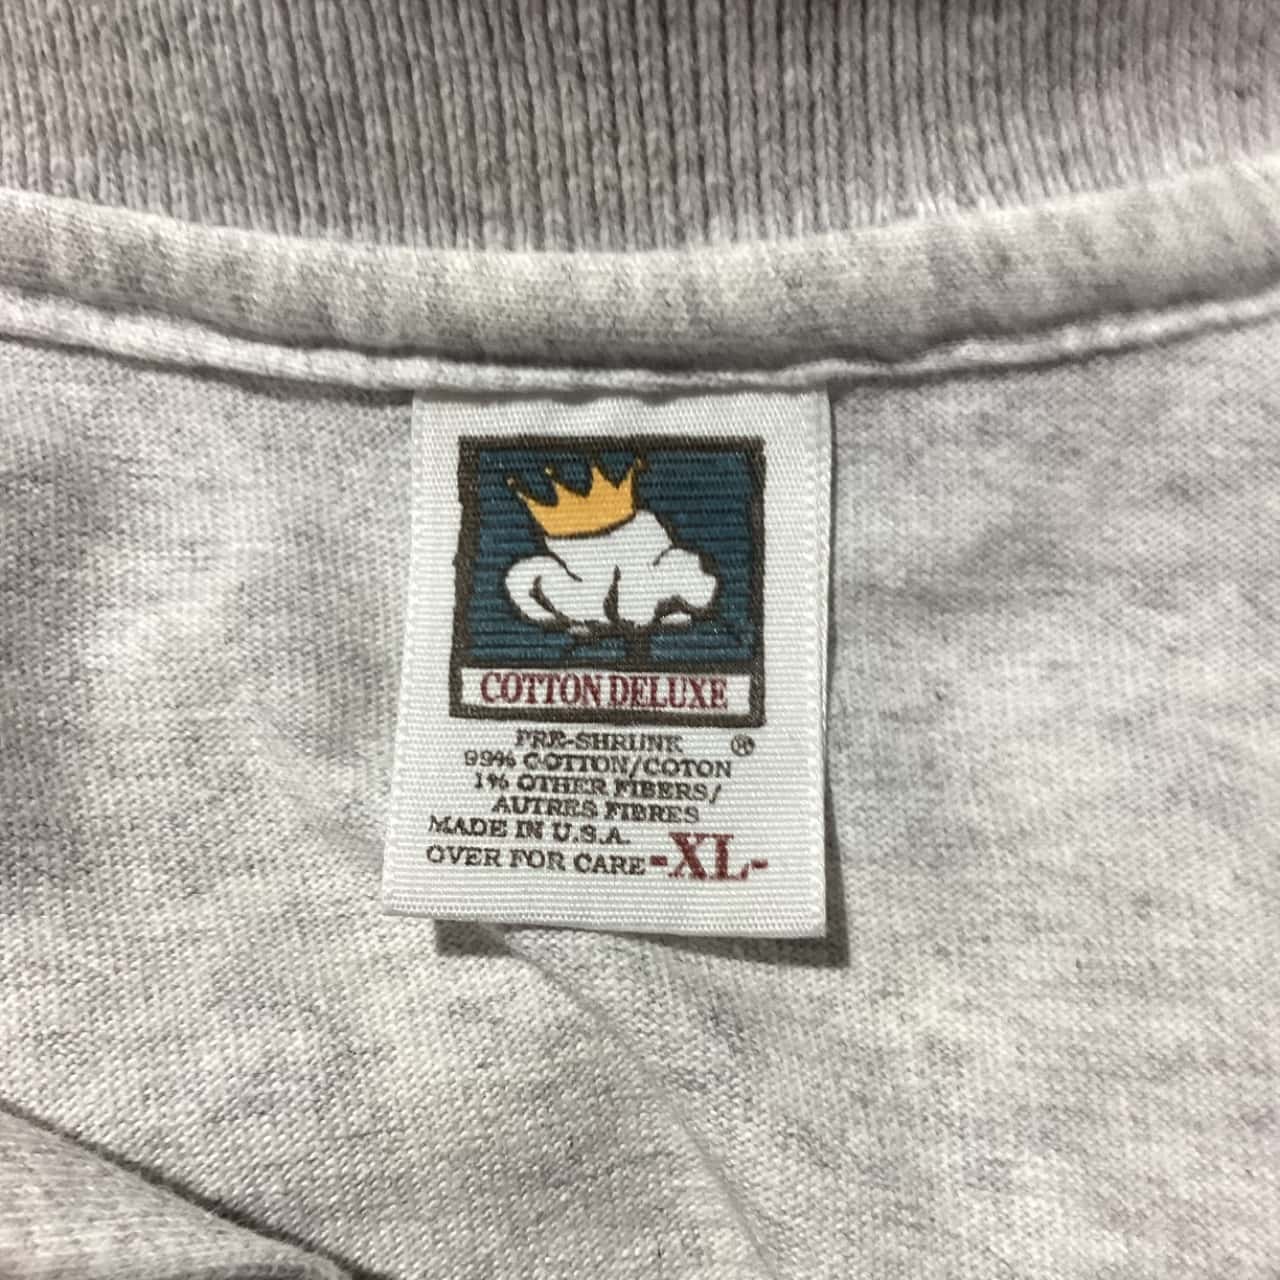 COTTON DELUXE
PRE-SHRUNK ®
99% COTTON/COTON
1% OTHER FIBERS/
AUTRES FIBRES
MADE IN U.S.A.
OVER FOR CARE -XL-